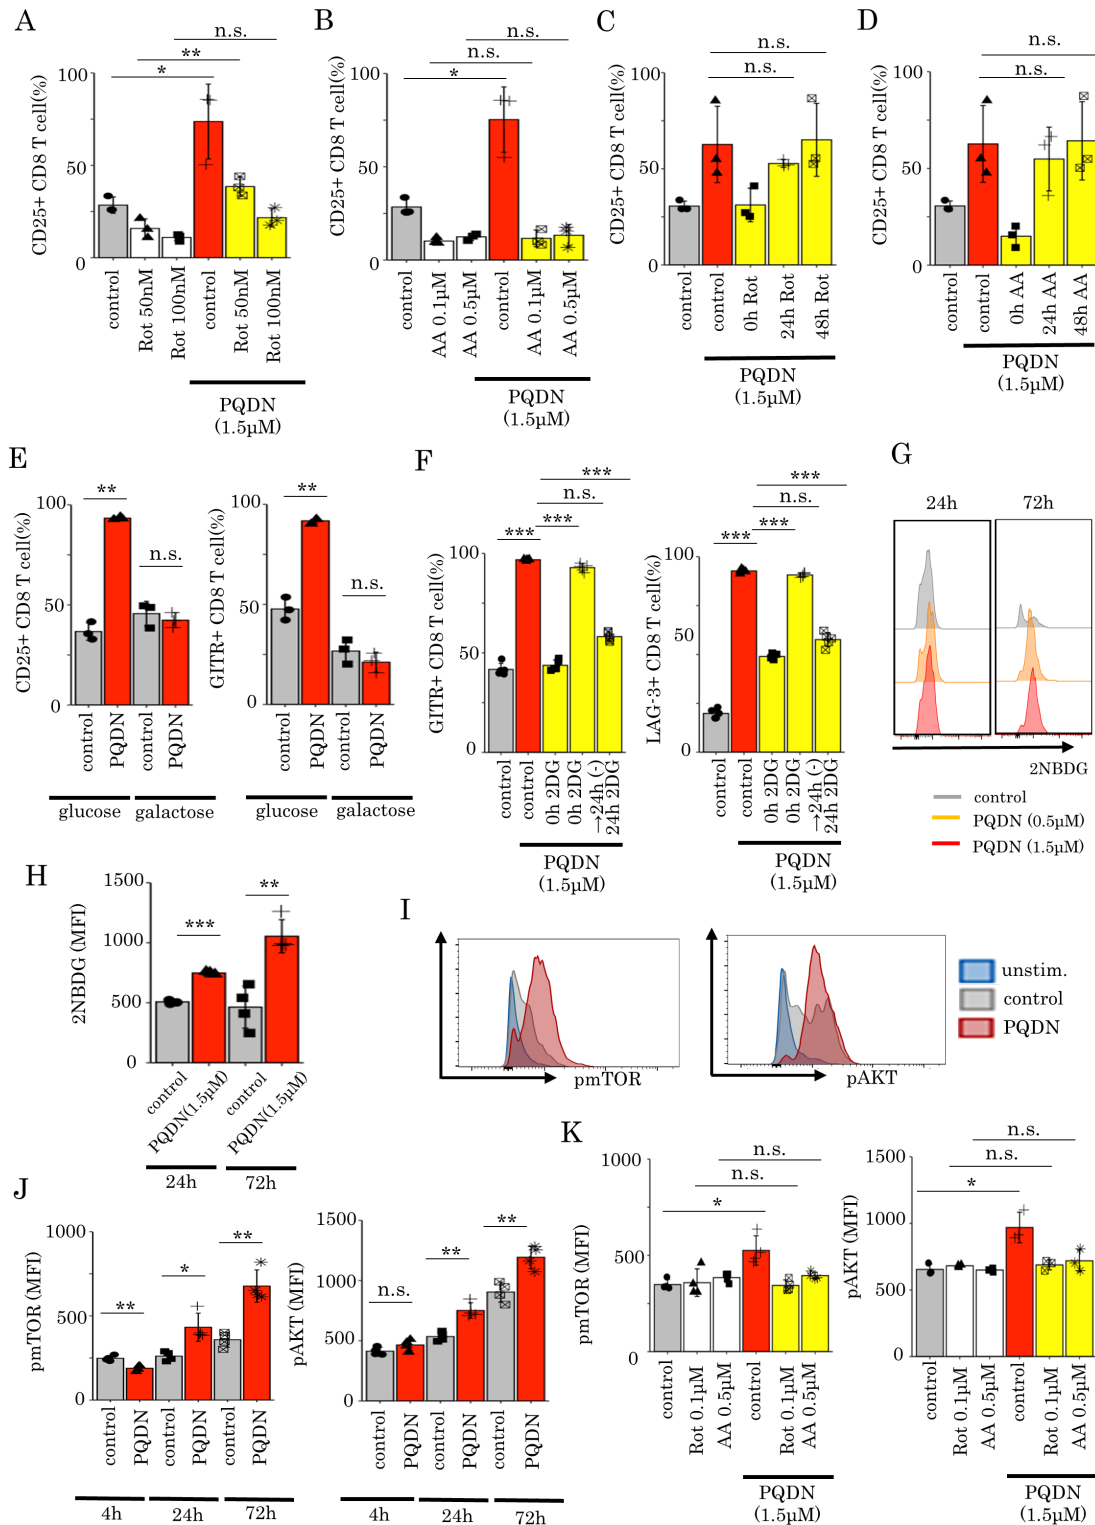 A
n.s.
**
*
CD25+ CD8 T cell(%)
100
50
0
control
Rot 50nM
Rot 100nM
control
Rot 50nM
Rot 100nM
PQDN
(1.5µM)
B
n.s.
n.s.
*
CD25+ CD8 T cell(%)
100
50
0
control
AA 0.1µM
AA 0.5µM
control
AA 0.1µM
AA 0.5µM
PQDN
(1.5µM)
C
n.s.
n.s.
CD25+ CD8 T cell(%)
100
50
0
control
control
0h Rot
24h Rot
48h Rot
PQDN
(1.5µM)
D
n.s.
n.s.
CD25+ CD8 T cell(%)
100
50
0
control
control
0h AA
24h AA
48h AA
PQDN
(1.5µM)
E
**
n.s.
CD25+ CD8 T cell(%)
100
50
0
control
PQDN
control
PQDN
glucose
galactose
**
n.s.
GITR+ CD8 T cell(%)
100
50
0
control
PQDN
control
PQDN
glucose
galactose
F
***
n.s.
***
***
GITR+ CD8 T cell(%)
100
50
0
control
control
0h 2DG
0h 2DG
→24h (-)
24h 2DG
PQDN
(1.5µM)
***
n.s.
***
***
LAG-3+ CD8 T cell(%)
100
50
0
control
control
0h 2DG
0h 2DG
→24h (-)
24h 2DG
PQDN
(1.5µM)
G
24h
72h
2NBDG
control
PQDN (0.5µM)
PQDN (1.5µM)
H
***
**
2NBDG (MFI)
1500
1000
500
0
control
PQDN(1.5µM)
control
PQDN(1.5µM)
24h
72h
I
pmTOR
pAKT
unstim.
control
PQDN
J
**
*
**
pmTOR (MFI)
1000
500
0
control
PQDN
control
PQDN
control
PQDN
4h
24h
72h
n.s.
**
**
pAKT (MFI)
1500
1000
500
0
control
PQDN
control
PQDN
control
PQDN
4h
24h
72h
K
n.s.
n.s.
*
pmTOR (MFI)
1000
500
0
control
Rot 0.1µM
AA 0.5µM
control
Rot 0.1µM
AA 0.5µM
PQDN
(1.5µM)
n.s.
n.s.
*
pAKT (MFI)
1500
1000
500
0
control
Rot 0.1µM
AA 0.5µM
control
Rot 0.1µM
AA 0.5µM
PQDN
(1.5µM)